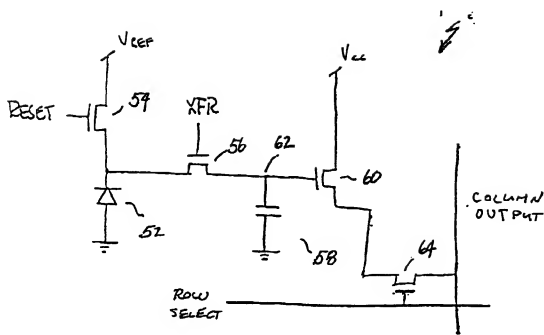 VREF
Vcc
RESET
54
XFR
56
62
60
52
58
64
COLUMN
OUTPUT
ROW
SELECT